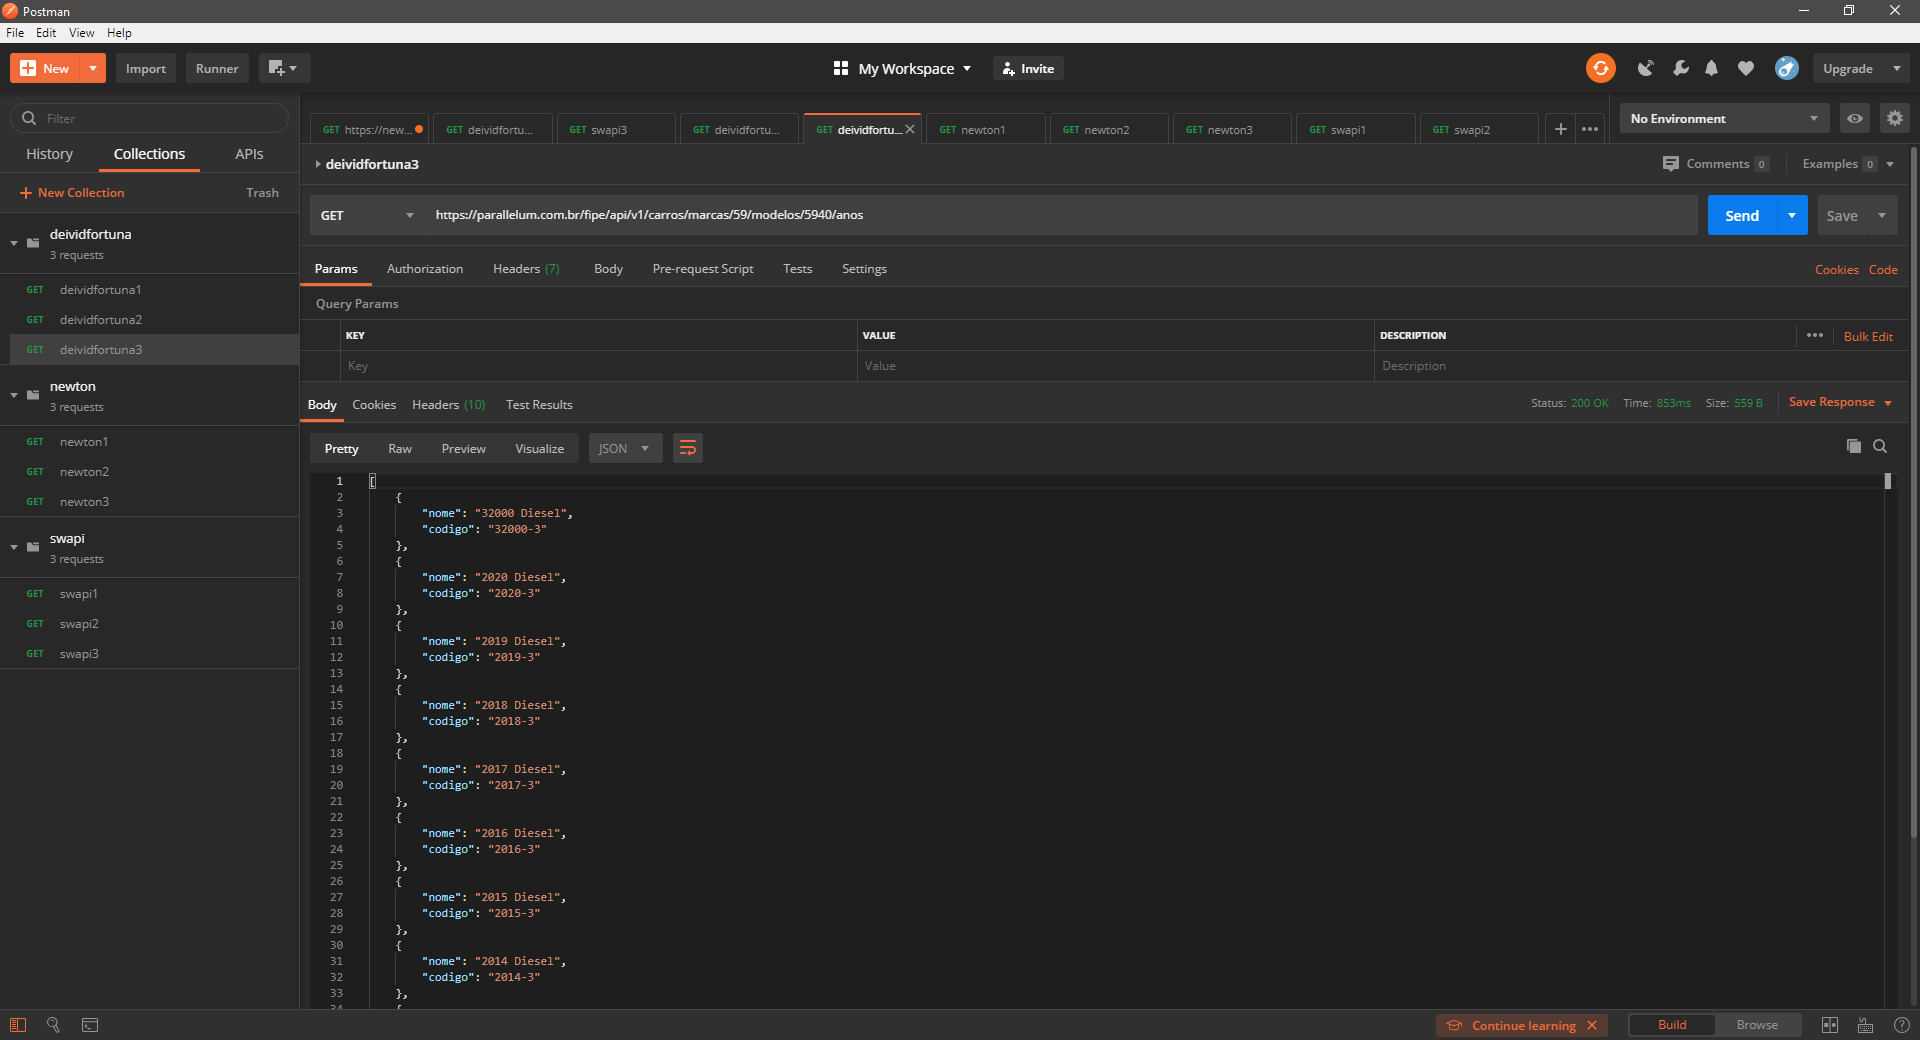 Postman
File Edit View Help
New Import Runner My Workspace Invite Upgrade
Filter
History Collections APIs
New Collection Trash
deividfortuna
3 requests
GET deividfortuna1
GET deividfortuna2
GET deividfortuna3
newton
3 requests
GET newton1
GET newton2
GET newton3
swapi
3 requests
GET swapi1
GET swapi2
GET swapi3
GET https://new... GET deividfortu... GET swapi3 GET deividfortu... GET deividfortu... GET newton1 GET newton2 GET newton3 GET swapi1 GET swapi2
No Environment
deividfortuna3 Comments 0 Examples 0
GET https://parallelum.com.br/fipe/api/v1/carros/marcas/59/modelos/5940/anos Send Save
Params Authorization Headers (7) Body Pre-request Script Tests Settings Cookies Code
Query Params
KEY VALUE DESCRIPTION Bulk Edit
Key Value Description
Body Cookies Headers (10) Test Results Status: 200 OK Time: 853ms Size: 559 B Save Response
Pretty Raw Preview Visualize JSON
1 [
2 {
3 "nome": "32000 Diesel",
4 "codigo": "32000-3"
5 },
6 {
7 "nome": "2020 Diesel",
8 "codigo": "2020-3"
9 },
10 {
11 "nome": "2019 Diesel",
12 "codigo": "2019-3"
13 },
14 {
15 "nome": "2018 Diesel",
16 "codigo": "2018-3"
17 },
18 {
19 "nome": "2017 Diesel",
20 "codigo": "2017-3"
21 },
22 {
23 "nome": "2016 Diesel",
24 "codigo": "2016-3"
25 },
26 {
27 "nome": "2015 Diesel",
28 "codigo": "2015-3"
29 },
30 {
31 "nome": "2014 Diesel",
32 "codigo": "2014-3"
33 },
34 {
Continue learning Build Browse